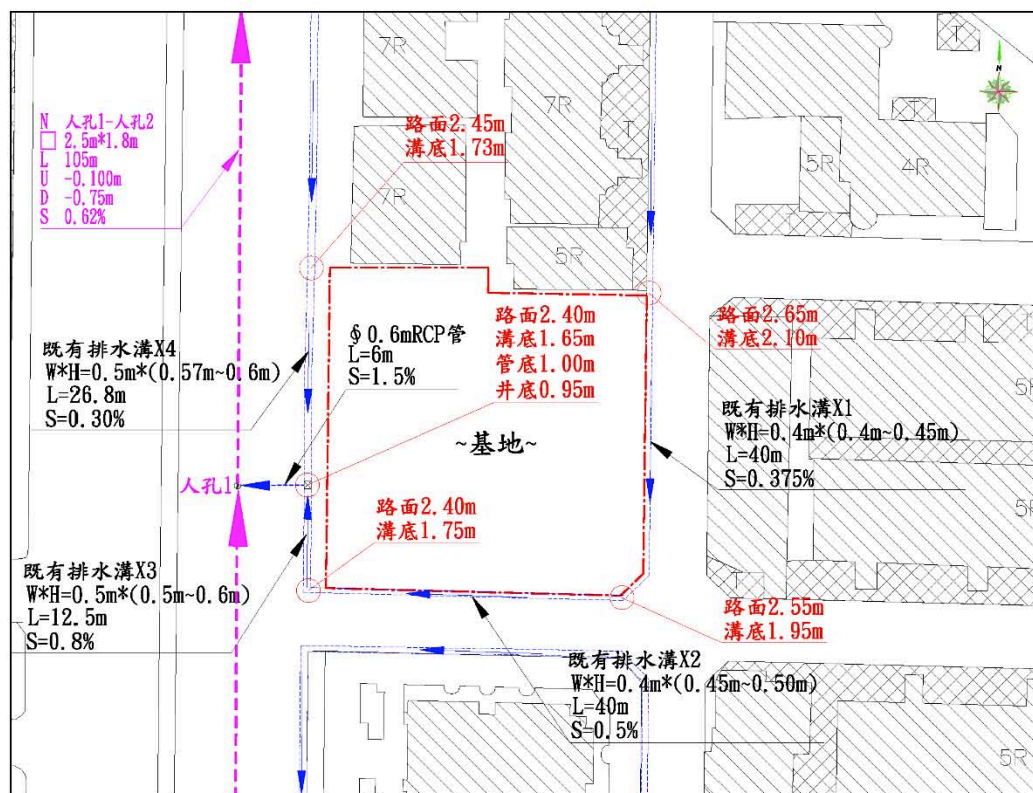 7R
7R
T
T
T
5R
4R
N
N 人孔1-人孔2
□ 2.5m*1.8m
L 105m
U -0.100m
D -0.75m
S 0.62%
路面2.45m
溝底1.73m
7R
5R
既有排水溝X4
W*H=0.5m*(0.57m~0.6m)
L=26.8m
S=0.30%
§0.6mRCP管
L=6m
S=1.5%
路面2.40m
溝底1.65m
管底1.00m
井底0.95m
路面2.65m
溝底2.10m
既有排水溝X1
W*H=0.4m*(0.4m~0.45m)
L=40m
S=0.375%
~基地~
人孔1
路面2.40m
溝底1.75m
既有排水溝X3
W*H=0.5m*(0.5m~0.6m)
L=12.5m
S=0.8%
路面2.55m
溝底1.95m
既有排水溝X2
W*H=0.4m*(0.45m~0.50m)
L=40m
S=0.5%
5R